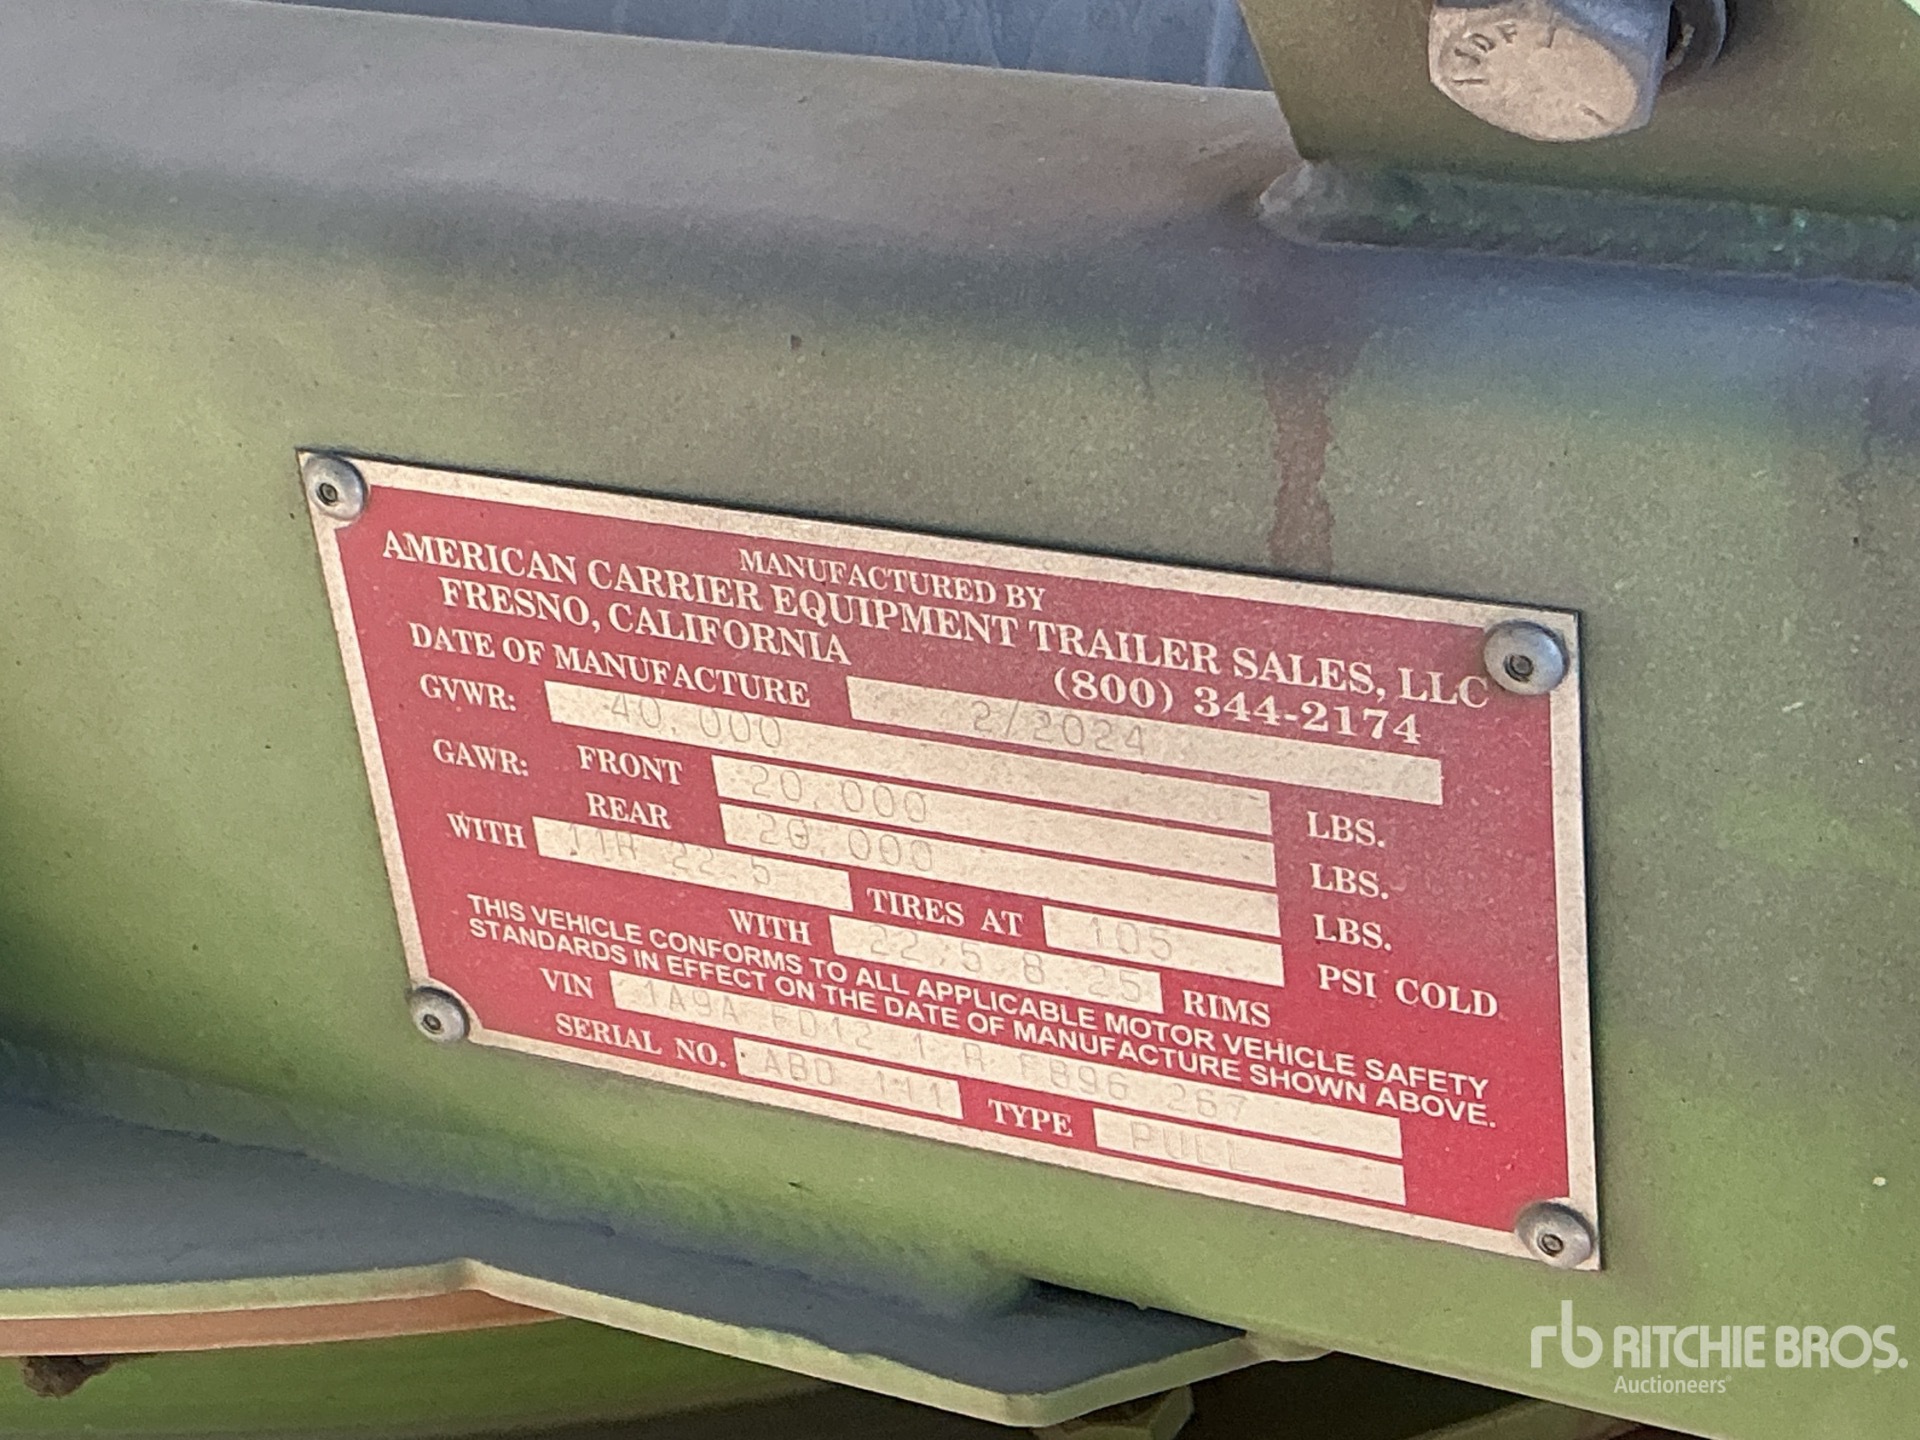 MANUFACTURED BY
AMERICAN CARRIER EQUIPMENT TRAILER SALES, LLC
FRESNO, CALIFORNIA (800) 344-2174
DATE OF MANUFACTURE 2/2024
GVWR: 40,000 LBS.
GAWR: FRONT 20,000 LBS.
REAR 20,000 LBS.
WITH 11R 22.5 TIRES AT 105 PSI COLD
WITH 22.5 8.25 RIMS
THIS VEHICLE CONFORMS TO ALL APPLICABLE MOTOR VEHICLE SAFETY
STANDARDS IN EFFECT ON THE DATE OF MANUFACTURE SHOWN ABOVE.
VIN 1A9A 267
SERIAL NO. TYPE PULL
rb RITCHIE BROS.
Auctioneers